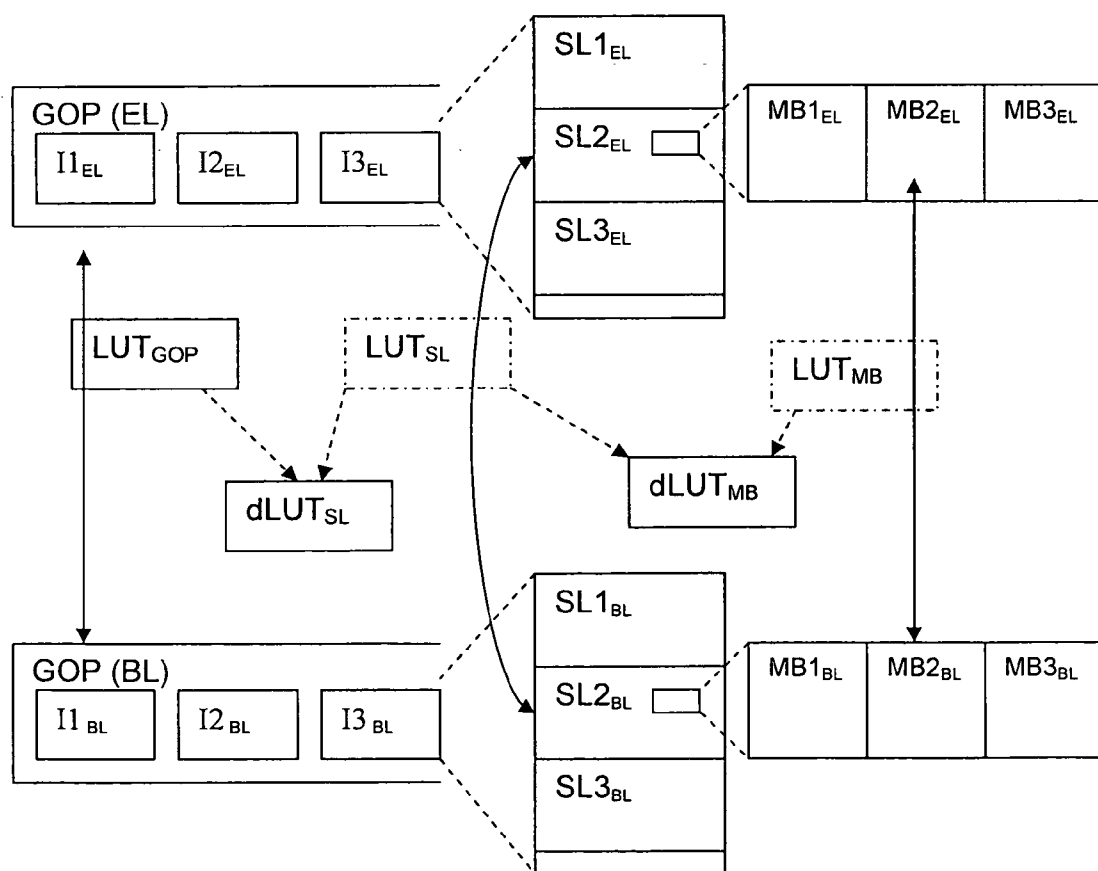 GOP (EL)
I1EL I2EL I3EL
SL1EL
SL2EL
SL3EL
MB1EL MB2EL MB3EL
LUTGOP
LUTSL
LUTMB
dLUTSL
dLUTMB
GOP (BL)
I1 BL I2 BL I3 BL
SL1BL
SL2BL
SL3BL
MB1BL MB2BL MB3BL